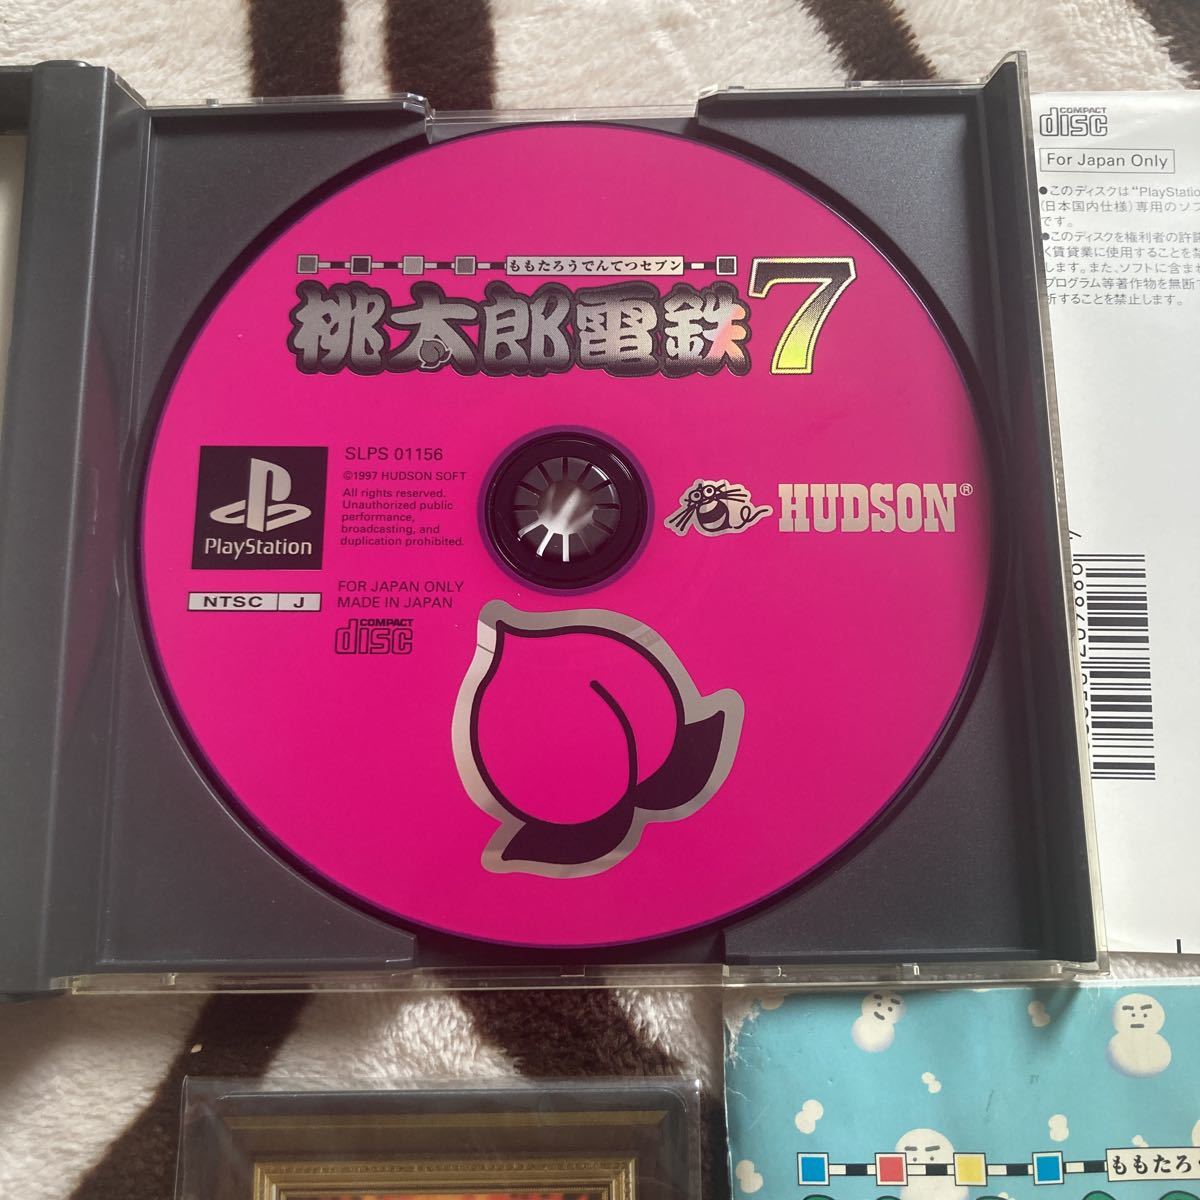 ももたろうでんてつセブン
桃太郎電鉄7
PlayStation
NTSC J
SLPS 01156
©1997 HUDSON SOFT
All rights reserved.
Unauthorized public
performance,
broadcasting, and
duplication prohibited.
FOR JAPAN ONLY
MADE IN JAPAN
COMPACT
disc
HUDSON®
COMPACT
disc
For Japan Only
●このディスクは“PlayStatio
(日本国内仕様)専用のソフ
です。
●このディスクを権利者の許諾
く賃貸業に使用することを禁
します。また、ソフトに含まれ
プログラム等著作物を無断で
折することを禁止します。
ももたろう